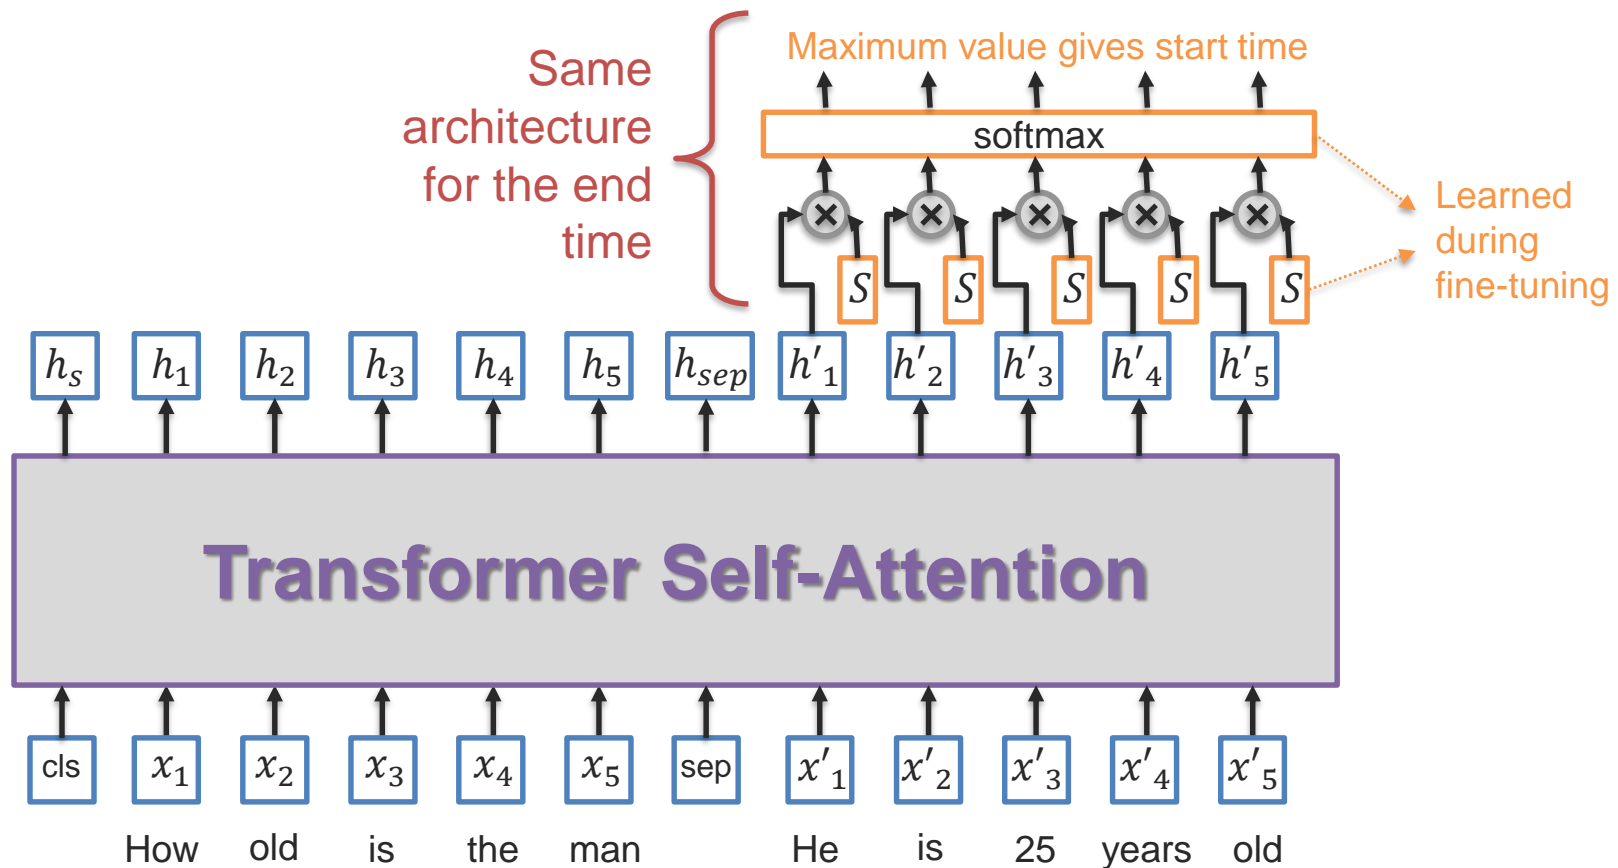 Maximum value gives start time
Same
architecture
for the end
time
softmax
× × × × ×
S S S S S
Learned
during
fine-tuning
h_s h_1 h_2 h_3 h_4 h_5 h_sep h'_1 h'_2 h'_3 h'_4 h'_5
Transformer Self-Attention
cls x_1 x_2 x_3 x_4 x_5 sep x'_1 x'_2 x'_3 x'_4 x'_5
How old is the man He is 25 years old